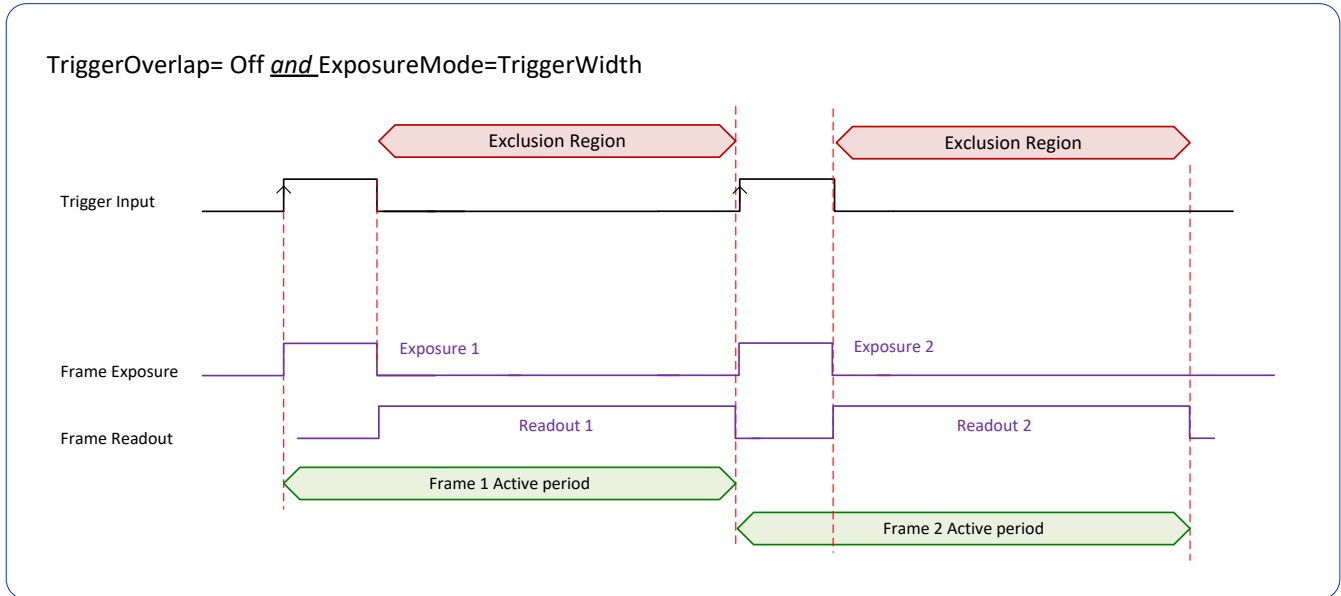 TriggerOverlap= Off and ExposureMode=TriggerWidth
Exclusion Region
Exclusion Region
Trigger Input
Exposure 1
Exposure 2
Frame Exposure
Readout 1
Readout 2
Frame Readout
Frame 1 Active period
Frame 2 Active period